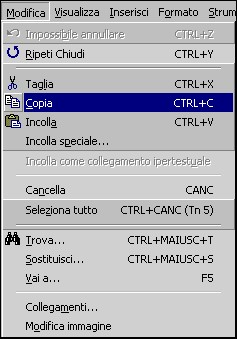 Modifica Visualizza Inserisci Formato Strum
Impossibile annullare CTRL+Z
Ripeti Chiudi CTRL+Y
Taglia CTRL+X
Copia CTRL+C
Incolla CTRL+V
Incolla speciale...
Incolla come collegamento ipertestuale
Cancella CANC
Seleziona tutto CTRL+CANC (Tn 5)
Trova... CTRL+MAIUSC+T
Sostituisci... CTRL+MAIUSC+S
Vai a... F5
Collegamenti...
Modifica immagine